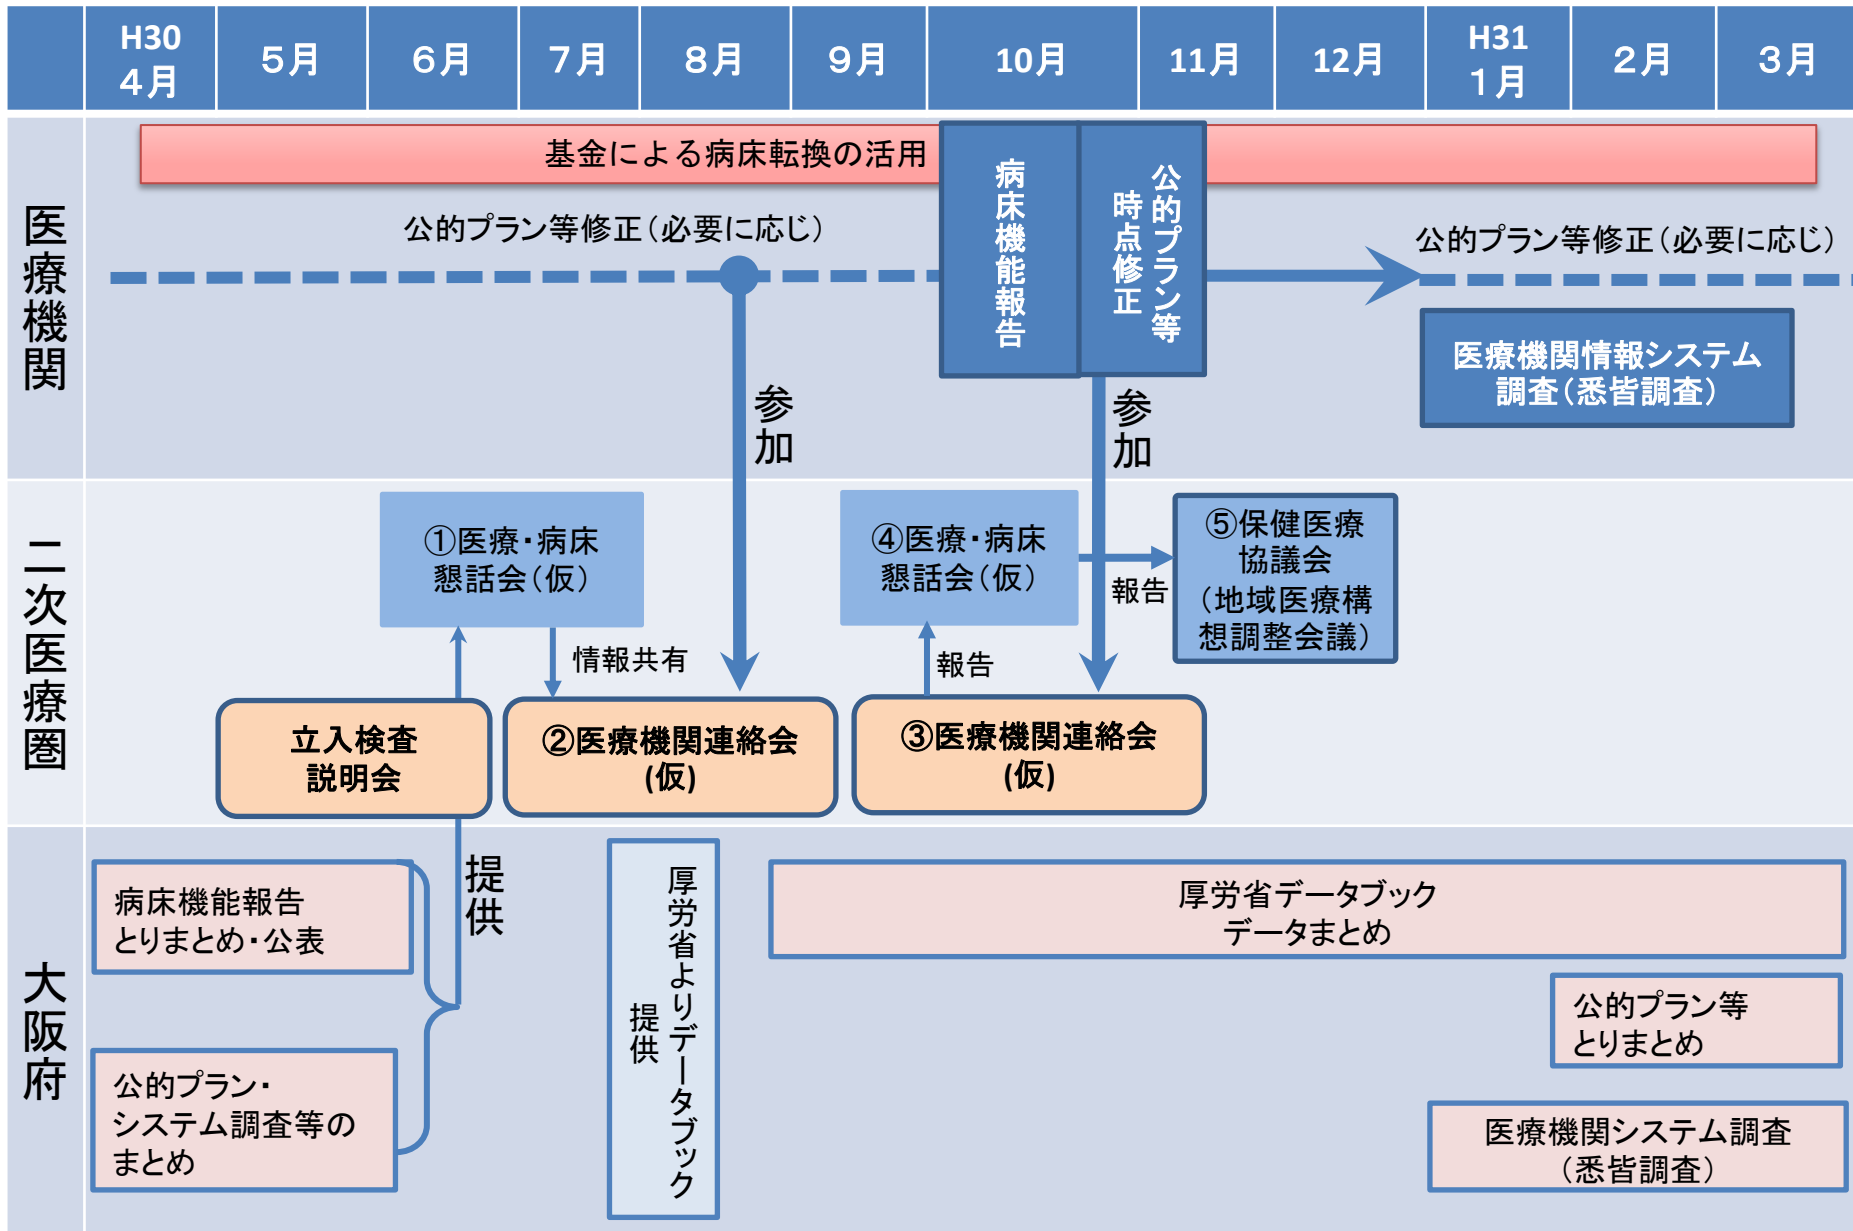 H30
４月
５月
６月
７月
８月
９月
10月
11月
12月
H31
１月
２月
３月
医療機関
基金による病床転換の活用
病床機能報告
公的プラン等
時点修正
公的プラン等修正（必要に応じ）
公的プラン等修正（必要に応じ）
医療機関情報システム
調査（悉皆調査）
参加
参加
二次医療圏
①医療・病床
懇話会（仮）
④医療・病床
懇話会（仮）
⑤保健医療
協議会
（地域医療構
想調整会議）
報告
情報共有
報告
立入検査
説明会
②医療機関連絡会
(仮)
③医療機関連絡会
(仮)
大阪府
提供
病床機能報告
とりまとめ・公表
公的プラン・
システム調査等の
まとめ
厚労省よりデータブック
提供
厚労省データブック
データまとめ
公的プラン等
とりまとめ
医療機関システム調査
（悉皆調査）